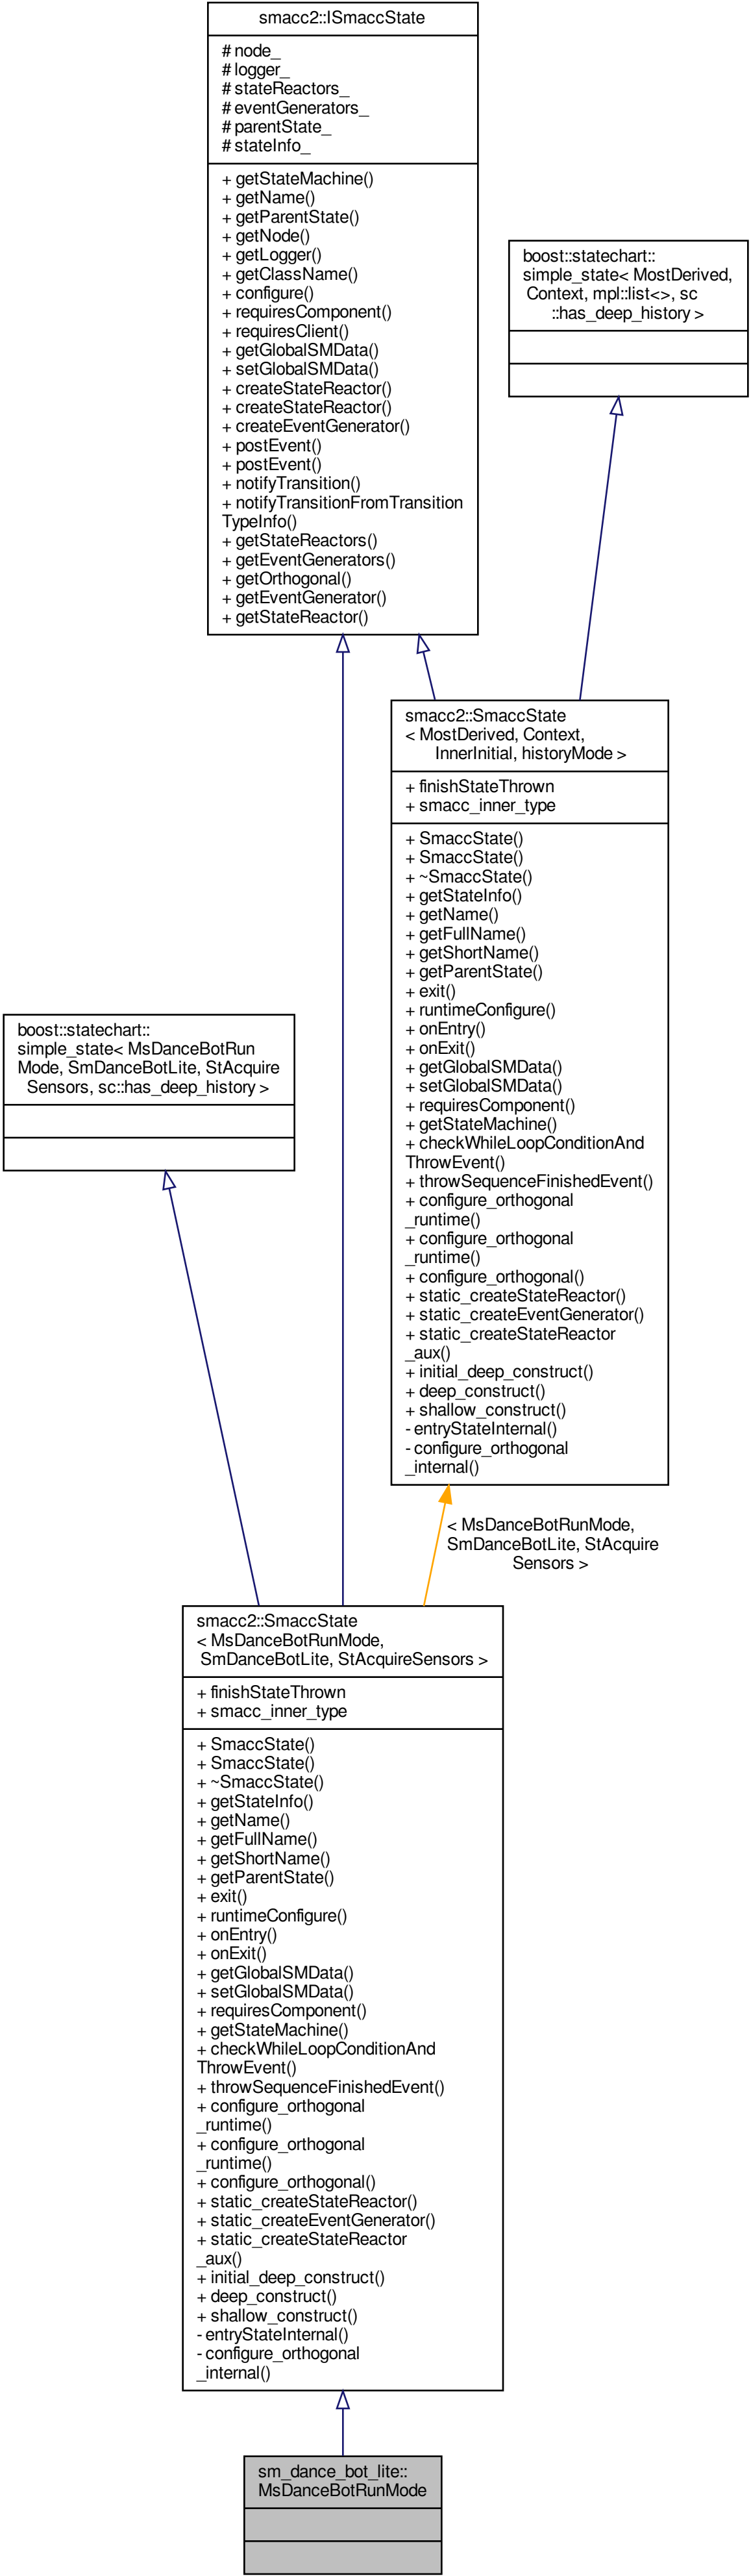 smacc2::ISmaccState
# node_
# logger_
# stateReactors_
# eventGenerators_
# parentState_
# stateInfo_
+ getStateMachine()
+ getName()
+ getParentState()
+ getNode()
+ getLogger()
+ getClassName()
+ configure()
+ requiresComponent()
+ requiresClient()
+ getGlobalSMData()
+ setGlobalSMData()
+ createStateReactor()
+ createStateReactor()
+ createEventGenerator()
+ postEvent()
+ postEvent()
+ notifyTransition()
+ notifyTransitionFromTransition
TypeInfo()
+ getStateReactors()
+ getEventGenerators()
+ getOrthogonal()
+ getEventGenerator()
+ getStateReactor()
boost::statechart::
simple_state< MostDerived,
Context, mpl::list<>, sc
::has_deep_history >
smacc2::SmaccState
< MostDerived, Context,
InnerInitial, historyMode >
+ finishStateThrown
+ smacc_inner_type
+ SmaccState()
+ SmaccState()
+ ~SmaccState()
+ getStateInfo()
+ getName()
+ getFullName()
+ getShortName()
+ getParentState()
+ exit()
+ runtimeConfigure()
+ onEntry()
+ onExit()
+ getGlobalSMData()
+ setGlobalSMData()
+ requiresComponent()
+ getStateMachine()
+ checkWhileLoopConditionAnd
ThrowEvent()
+ throwSequenceFinishedEvent()
+ configure_orthogonal
_runtime()
+ configure_orthogonal
_runtime()
+ configure_orthogonal()
+ static_createStateReactor()
+ static_createEventGenerator()
+ static_createStateReactor
_aux()
+ initial_deep_construct()
+ deep_construct()
+ shallow_construct()
- entryStateInternal()
- configure_orthogonal
_internal()
boost::statechart::
simple_state< MsDanceBotRun
Mode, SmDanceBotLite, StAcquire
Sensors, sc::has_deep_history >
< MsDanceBotRunMode,
SmDanceBotLite, StAcquire
Sensors >
smacc2::SmaccState
< MsDanceBotRunMode,
SmDanceBotLite, StAcquireSensors >
+ finishStateThrown
+ smacc_inner_type
+ SmaccState()
+ SmaccState()
+ ~SmaccState()
+ getStateInfo()
+ getName()
+ getFullName()
+ getShortName()
+ getParentState()
+ exit()
+ runtimeConfigure()
+ onEntry()
+ onExit()
+ getGlobalSMData()
+ setGlobalSMData()
+ requiresComponent()
+ getStateMachine()
+ checkWhileLoopConditionAnd
ThrowEvent()
+ throwSequenceFinishedEvent()
+ configure_orthogonal
_runtime()
+ configure_orthogonal
_runtime()
+ configure_orthogonal()
+ static_createStateReactor()
+ static_createEventGenerator()
+ static_createStateReactor
_aux()
+ initial_deep_construct()
+ deep_construct()
+ shallow_construct()
- entryStateInternal()
- configure_orthogonal
_internal()
sm_dance_bot_lite::
MsDanceBotRunMode